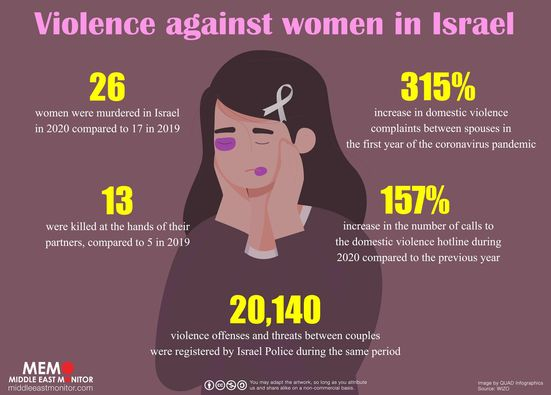 Violence against women in Israel
26
women were murdered in Israel
in 2020 compared to 17 in 2019
315%
increase in domestic violence
complaints between spouses in
the first year of the coronavirus pandemic
13
were killed at the hands of their
partners, compared to 5 in 2019
157%
increase in the number of calls to
the domestic violence hotline during
2020 compared to the previous year
20,140
violence offenses and threats between couples
were registered by Israel Police during the same period
MEMO
MIDDLE EAST MONITOR
middleeastmonitor.com
You may adapt the artwork, so long as you attribute
us and share alike on a non-commercial basis.
Image by QUAD Infographics
Source: WIZO